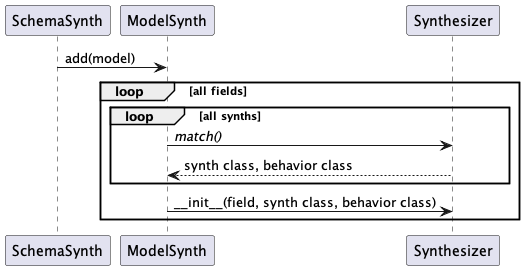 SchemaSynth ModelSynth Synthesizer
add(model)
loop [all fields]
loop [all synths]
match()
synth class, behavior class
__init__(field, synth class, behavior class)
SchemaSynth ModelSynth Synthesizer